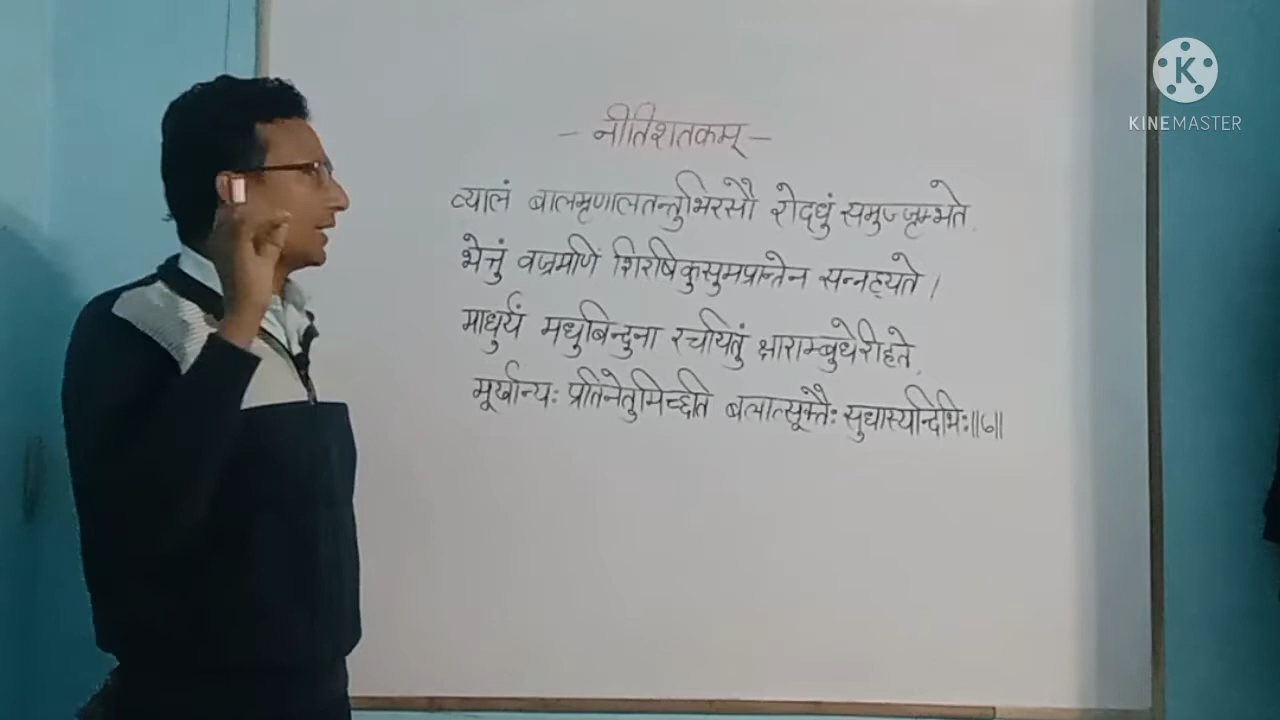 - नीतिशतकम् -
व्यालं बालमृणालतन्तुभिरसौ रोद्धुं समुज्जृम्भते,
भेत्तुं वज्रमणिं शिरीषकुसुमप्रान्तेन सन्नह्यते।
माधुर्यं मधुबिन्दुना रचयितुं क्षाराम्बुधेरीहते,
मूर्खान्यः प्रतिनेतुमिच्छति बलात्सूक्तैः सुधास्यन्दिभिः॥७॥
K
KINEMASTER